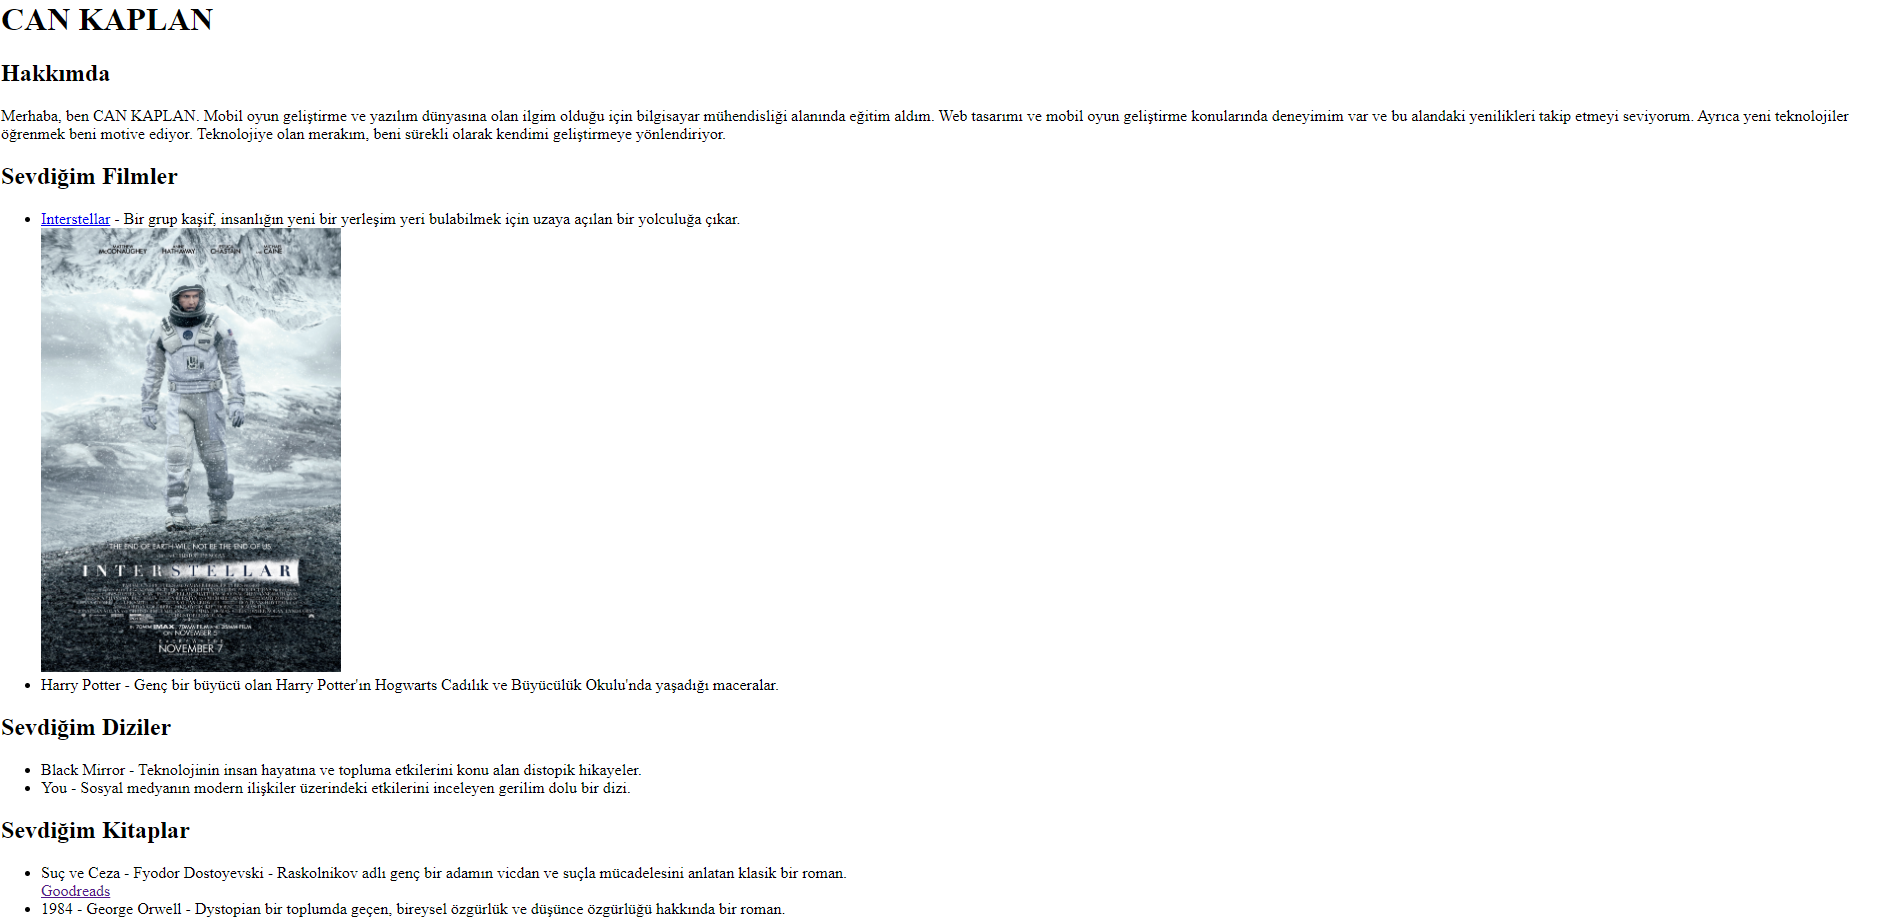 CAN KAPLAN
Hakkımda
Merhaba, ben CAN KAPLAN. Mobil oyun geliştirme ve yazılım dünyasına olan ilgim olduğu için bilgisayar mühendisliği alanında eğitim aldım. Web tasarımı ve mobil oyun geliştirme konularında deneyimim var ve bu alandaki yenilikleri takip etmeyi seviyorum. Ayrıca yeni teknolojiler
öğrenmek beni motive ediyor. Teknolojiye olan merakım, beni sürekli olarak kendimi geliştirmeye yönlendiriyor.
Sevdiğim Filmler
Interstellar - Bir grup kaşif, insanlığın yeni bir yerleşim yeri bulabilmek için uzaya açılan bir yolculuğa çıkar.
MATTHEW ANNE MICHAEL
McCONAUGHEY HATHAWAY CHASTAIN CAINE
THE END OF EARTH WILL NOT BE THE END OF US
INTERSTELLAR
IMAX
ON NOVEMBER 5
NOVEMBER 7
Harry Potter - Genç bir büyücü olan Harry Potter'ın Hogwarts Cadılık ve Büyücülük Okulu'nda yaşadığı maceralar.
Sevdiğim Diziler
Black Mirror - Teknolojinin insan hayatına ve topluma etkilerini konu alan distopik hikayeler.
You - Sosyal medyanın modern ilişkiler üzerindeki etkilerini inceleyen gerilim dolu bir dizi.
Sevdiğim Kitaplar
Suç ve Ceza - Fyodor Dostoyevski - Raskolnikov adlı genç bir adamın vicdan ve suçla mücadelesini anlatan klasik bir roman.
Goodreads
1984 - George Orwell - Dystopian bir toplumda geçen, bireysel özgürlük ve düşünce özgürlüğü hakkında bir roman.